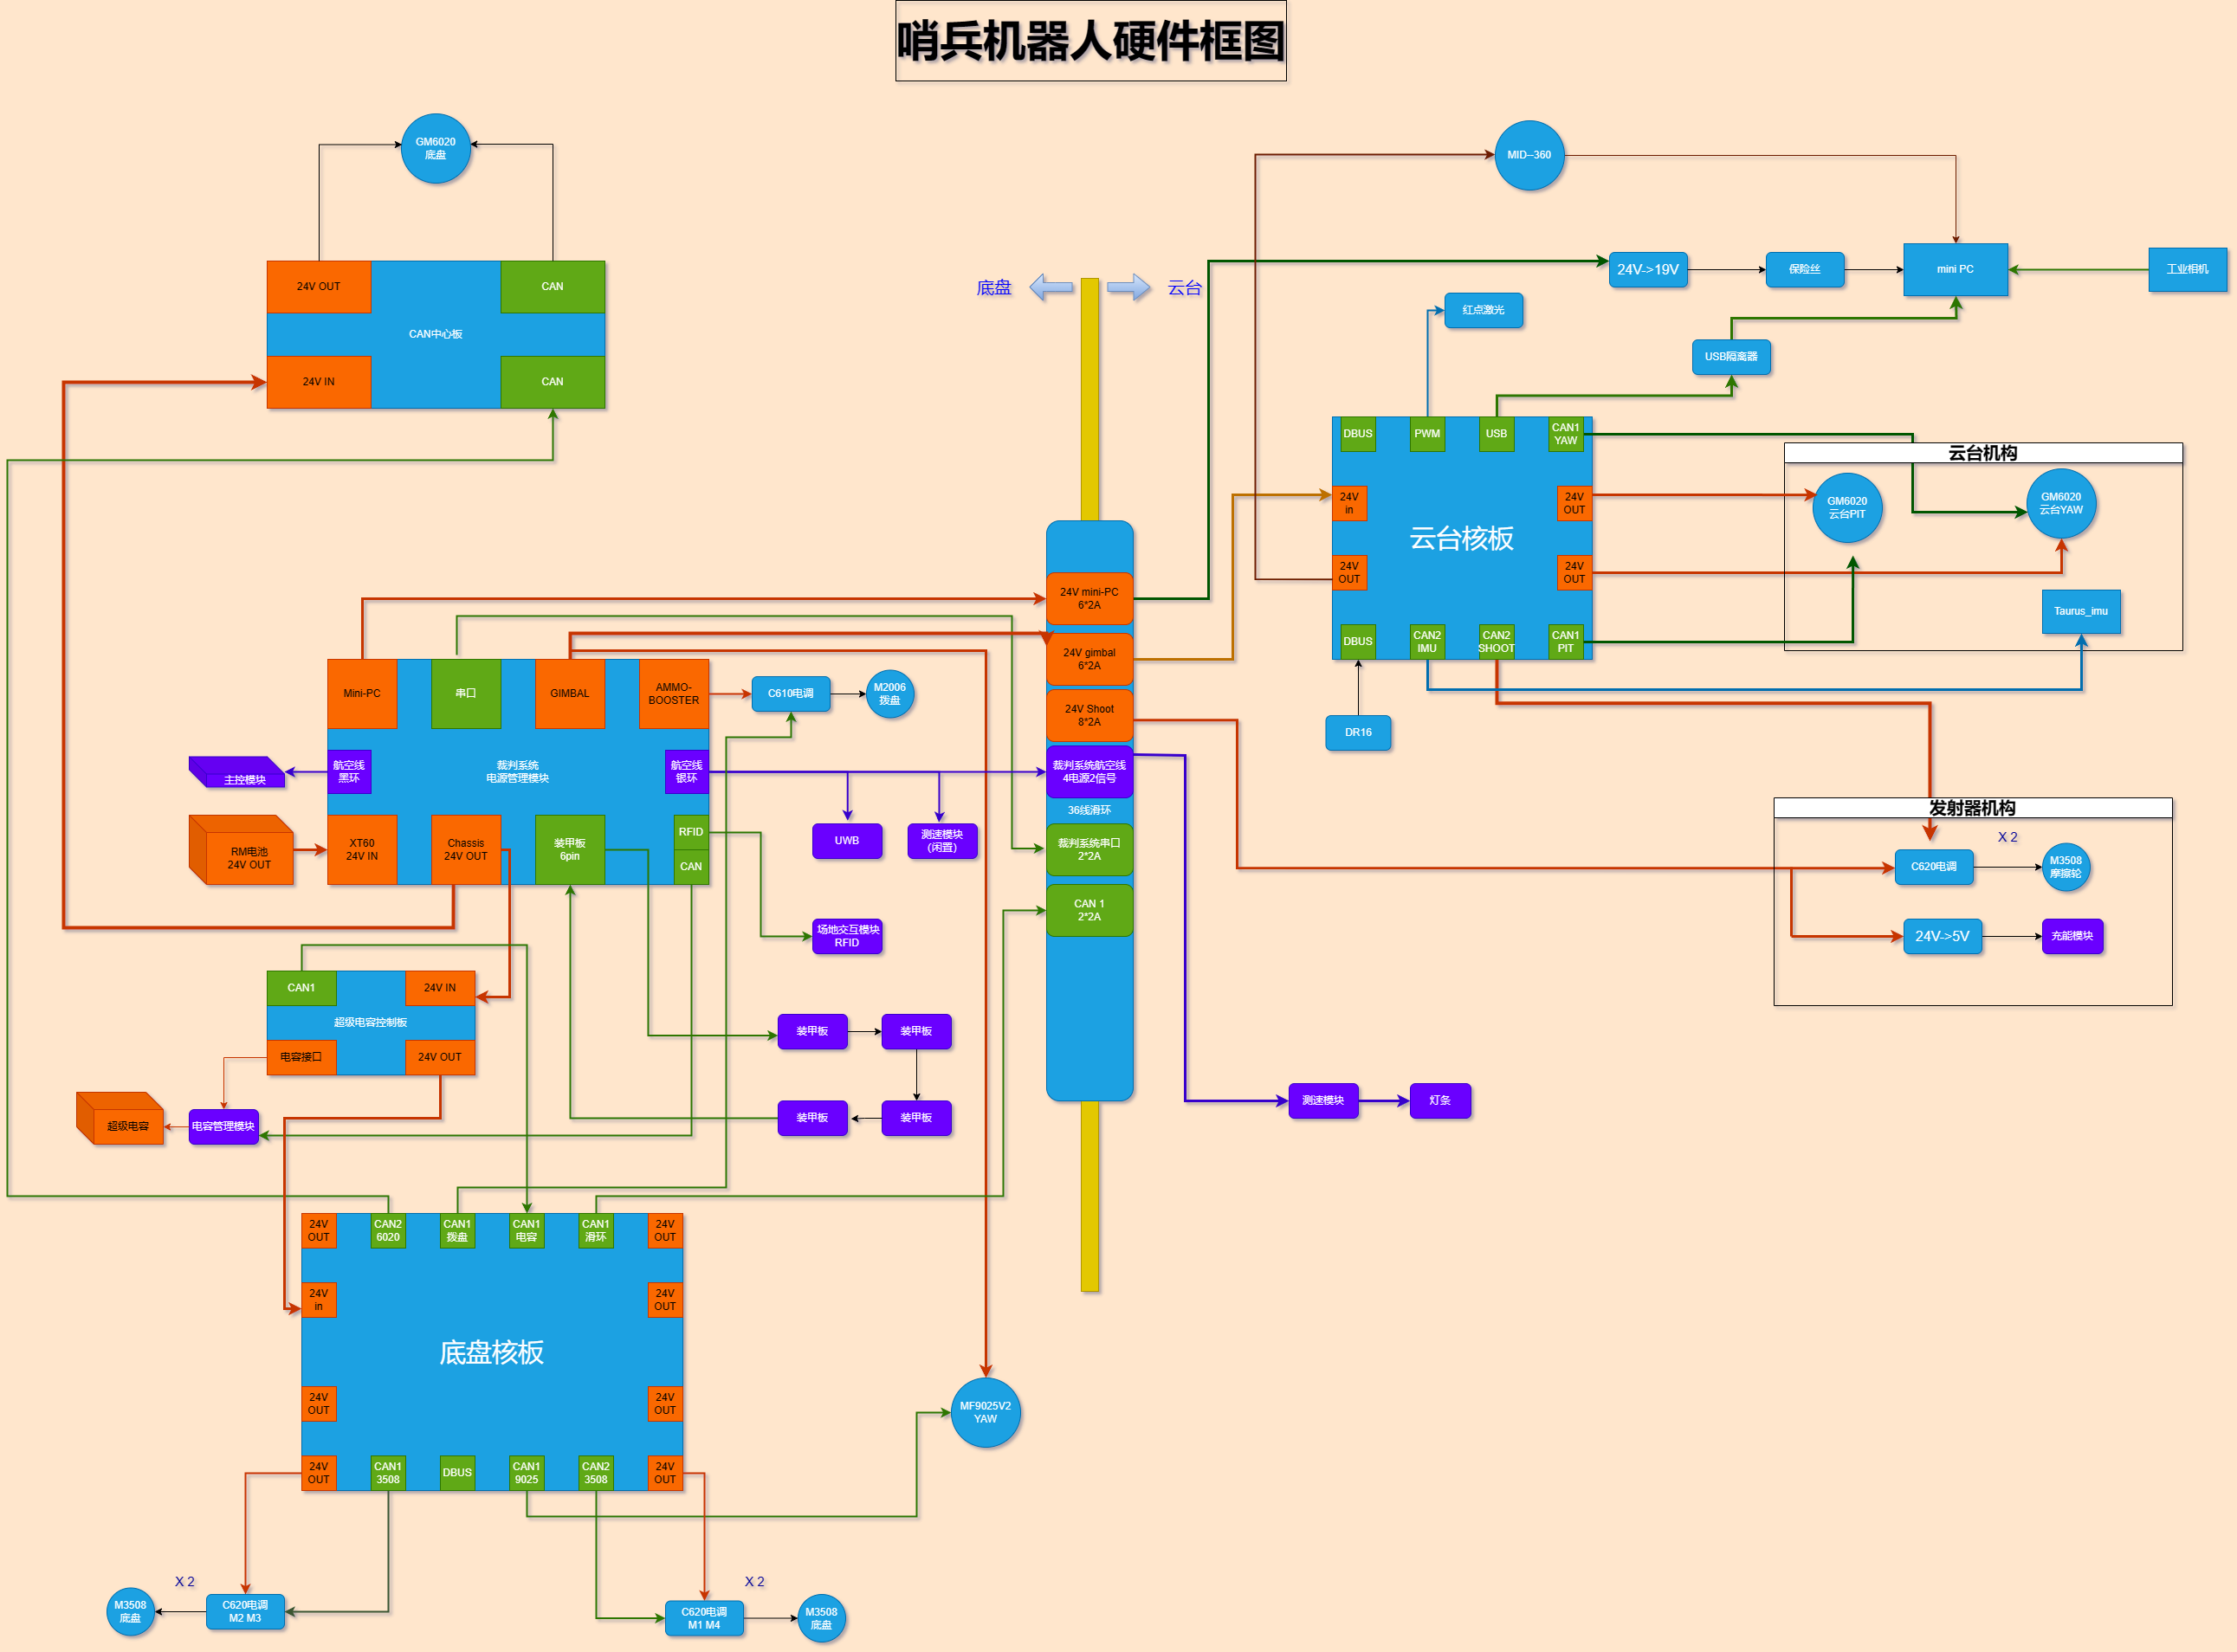 哨兵机器人硬件框图
GM6020
底盘
24V OUT
CAN
CAN中心板
24V IN
CAN
底盘
云台
MID--360
24V->19V
保险丝
mini PC
工业相机
红点激光
USB隔离器
DBUS
PWM
USB
CAN1
YAW
24V
in
24V
OUT
云台核板
24V
OUT
24V
OUT
DBUS
CAN2
IMU
CAN2
SHOOT
CAN1
PIT
DR16
云台机构
GM6020
云台PIT
GM6020
云台YAW
Taurus_imu
24V mini-PC
6*2A
24V gimbal
6*2A
24V Shoot
8*2A
裁判系统航空线
4电源2信号
36线滑环
裁判系统串口
2*2A
CAN 1
2*2A
Mini-PC
串口
GIMBAL
AMMO-
BOOSTER
C610电调
M2006
拨盘
主控模块
航空线
黑环
裁判系统
电源管理模块
航空线
银环
RM电池
24V OUT
XT60
24V IN
Chassis
24V OUT
装甲板
6pin
RFID
CAN
UWB
测速模块
(闲置)
场地交互模块
RFID
发射器机构
X 2
C620电调
M3508
摩擦轮
24V->5V
充能模块
CAN1
24V IN
超级电容控制板
电容接口
24V OUT
超级电容
电容管理模块
装甲板
装甲板
装甲板
装甲板
测速模块
灯条
24V
OUT
CAN2
6020
CAN1
拨盘
CAN1
电容
CAN1
滑环
24V
OUT
24V
in
24V
OUT
底盘核板
24V
OUT
24V
OUT
24V
OUT
CAN1
3508
DBUS
CAN1
9025
CAN2
3508
24V
OUT
MF9025V2
YAW
X 2
M3508
底盘
C620电调
M2 M3
X 2
C620电调
M1 M4
M3508
底盘